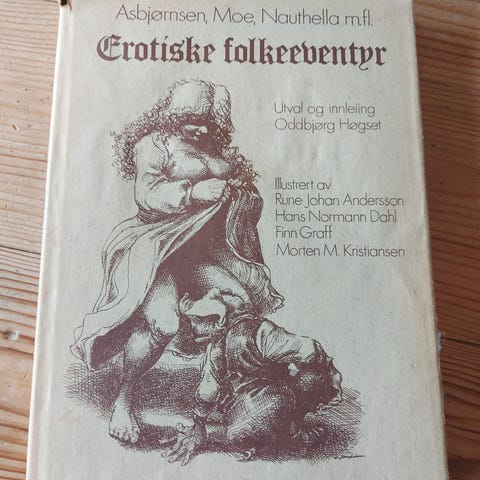 Asbjørnsen, Moe, Nauthella m.fl.
Erotiske folkeeventyr
Utval og innleiing
Oddbjørg Høgset
Illustrert av
Rune Johan Andersson
Hans Normann Dahl
Finn Graff
Morten M. Kristiansen